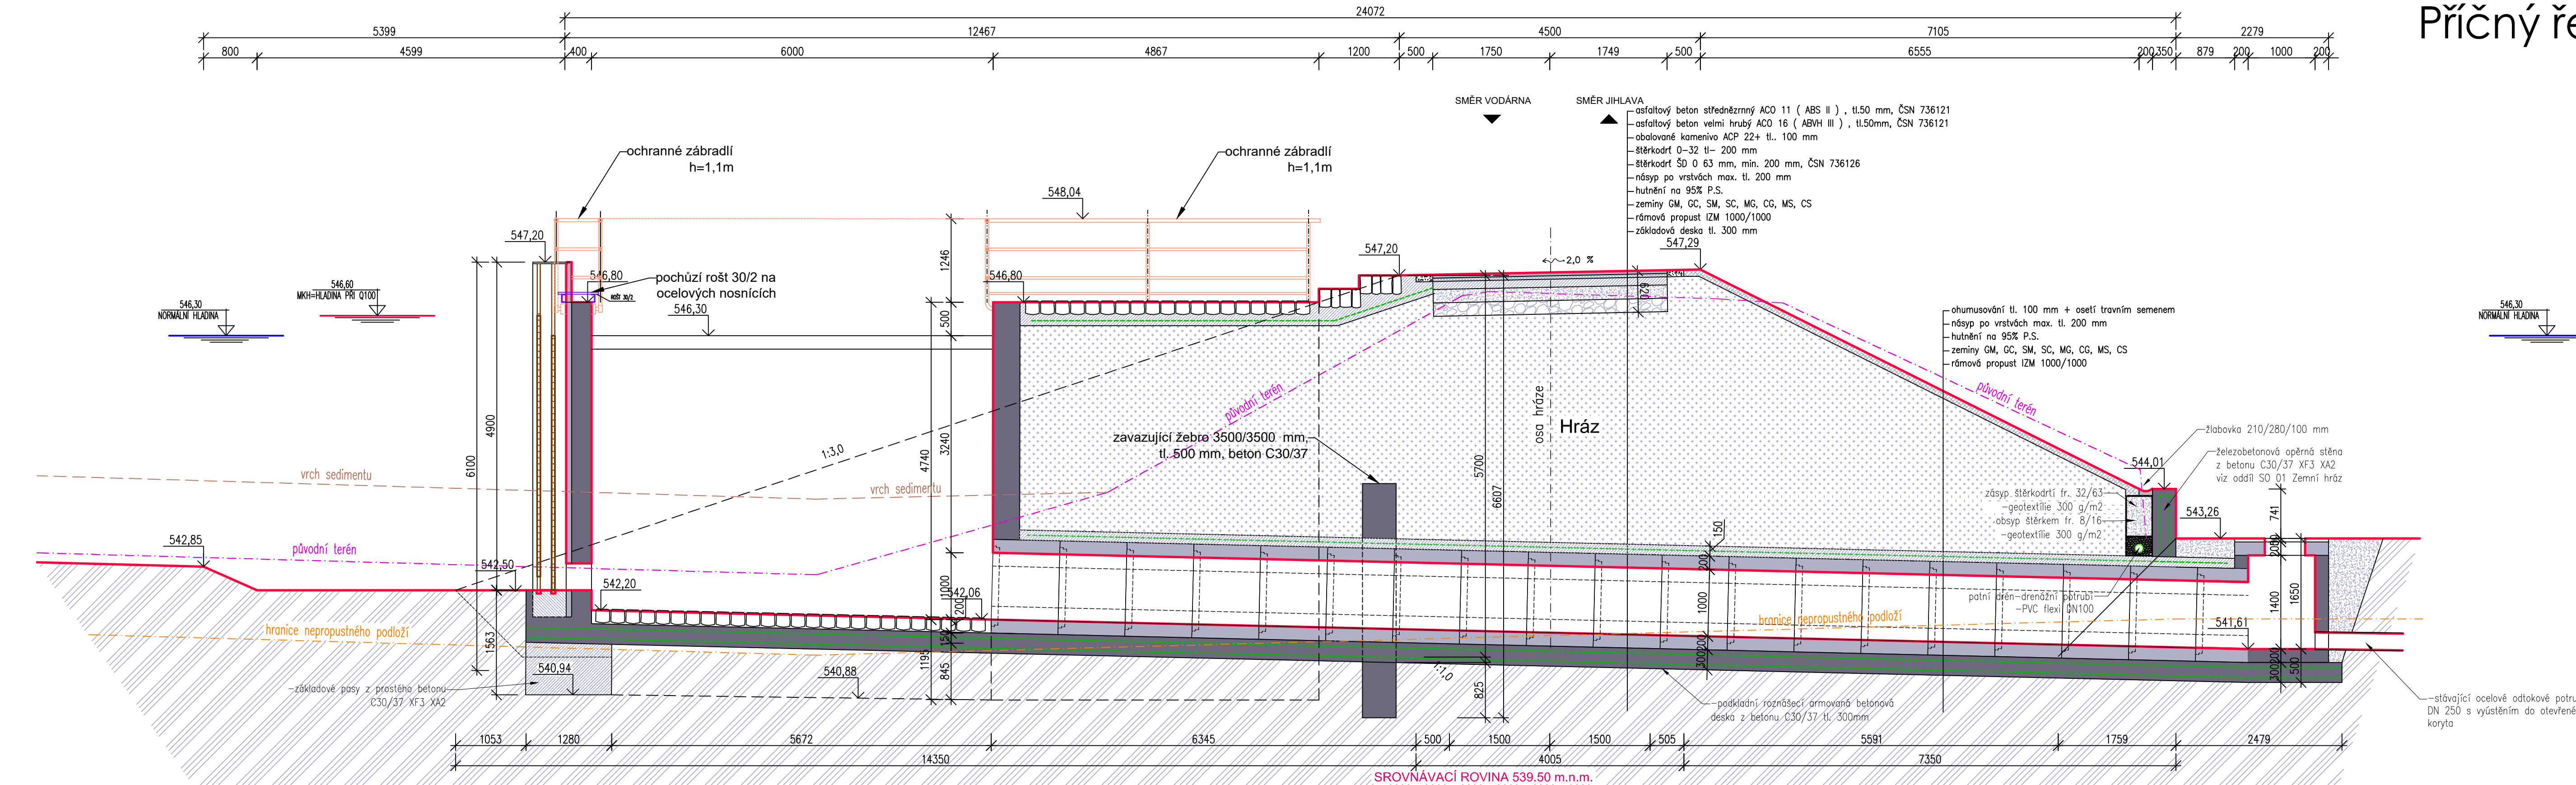 Příčný ře
24072
5399
12467
4500
7105
2279
800
4599
400
6000
4867
1200
500
1750
1749
500
6555
200
350
879
200
1000
200
SMĚR VODÁRNA
SMĚR JIHLAVA
asfaltový beton střednězrnný ACO 11 ( ABS II ) , tl.50 mm, ČSN 736121
asfaltový beton velmi hrubý ACO 16 ( ABVH III ) , tl.50mm, ČSN 736121
obalované kamenivo ACP 22+ tl.. 100 mm
štěrkodrť 0-32 tl- 200 mm
štěrkodrť ŠD 0 63 mm, min. 200 mm, ČSN 736126
násyp po vrstvách max. tl. 200 mm
hutnění na 95% P.S.
zeminy GM, GC, SM, SC, MG, CG, MS, CS
rámová propust IZM 1000/1000
základová deska tl. 300 mm
ochranné zábradlí
h=1,1m
ochranné zábradlí
h=1,1m
548,04
547,20
547,20
547,29
2,0 %
546,80
546,80
pochůzí rošt 30/2 na
ocelových nosnících
ROŠT 30/2
546,30
546,60
MKH=HLADINA PŘI Q100
546,30
NORMÁLNÍ HLADINA
546,30
NORMÁLNÍ HLADINA
1246
500
3240
4740
4900
6100
620
5700
6607
osa hráze
Hráz
původní terén
1:3,0
zavazující žebro 3500/3500 mm,
tl. 500 mm, beton C30/37
ohumusování tl. 100 mm + osetí travním semenem
násyp po vrstvách max. tl. 200 mm
hutnění na 95% P.S.
zeminy GM, GC, SM, SC, MG, CG, MS, CS
rámová propust IZM 1000/1000
původní terén
žlabovka 210/280/100 mm
železobetonová opěrná stěna
z betonu C30/37 XF3 XA2
viz oddíl SO 01 Zemní hráz
544,01
zásyp štěrkodrtí fr. 32/63
-geotextílie 300 g/m2
obsyp štěrkem fr. 8/16
-geotextílie 300 g/m2
543,26
741
vrch sedimentu
vrch sedimentu
542,85
původní terén
542,50
542,20
542,06
1000
200
150
1195
845
150
200
1000
200
300
1563
hranice nepropustného podloží
hranice nepropustného podloží
patní drén-drenážní potrubí
-PVC flexi DN100
1400
1650
541,61
200
300
500
540,94
540,88
-základové pasy z prostého betonu
C30/37 XF3 XA2
1:1,0
825
-podkladní roznášecí armovaná betonová
deska z betonu C30/37 tl. 300mm
-stávající ocelové odtokové potru
DN 250 s vyústěním do otevřené
koryta
1053
1280
5672
6345
500
1500
1500
505
5591
1759
2479
14350
4005
7350
SROVNÁVACÍ ROVINA 539.50 m.n.m.